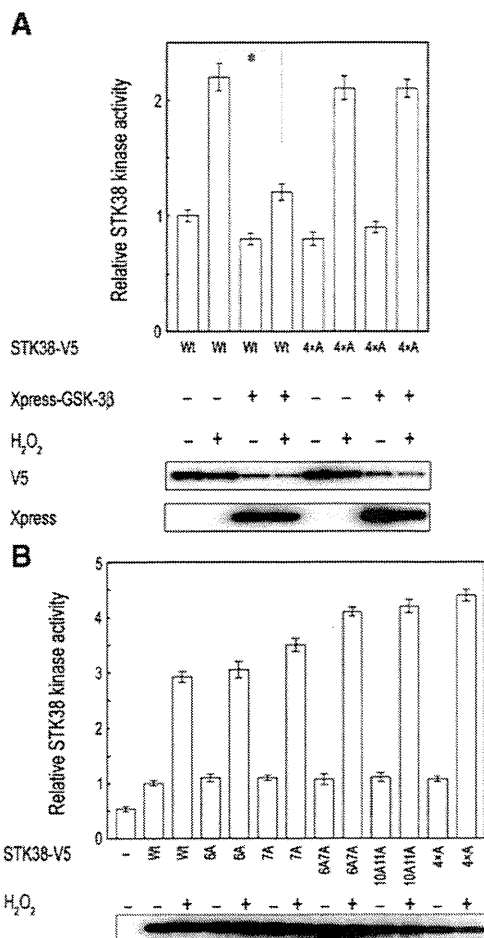 A
Relative STK38 kinase activity
2
*
1
0
STK38-V5 Wt Wt Wt Wt 4×A 4×A 4×A 4×A
Xpress-GSK-3β − − + + − − + +
H₂O₂ − + − + − + − +
V5
Xpress
B
Relative STK38 kinase activity
5
4
3
2
1
0
STK38-V5 − Wt Wt 6A 6A 7A 7A 6A7A 6A7A 10A11A 10A11A 4×A 4×A
H₂O₂ − − + − + − + − + − + − +